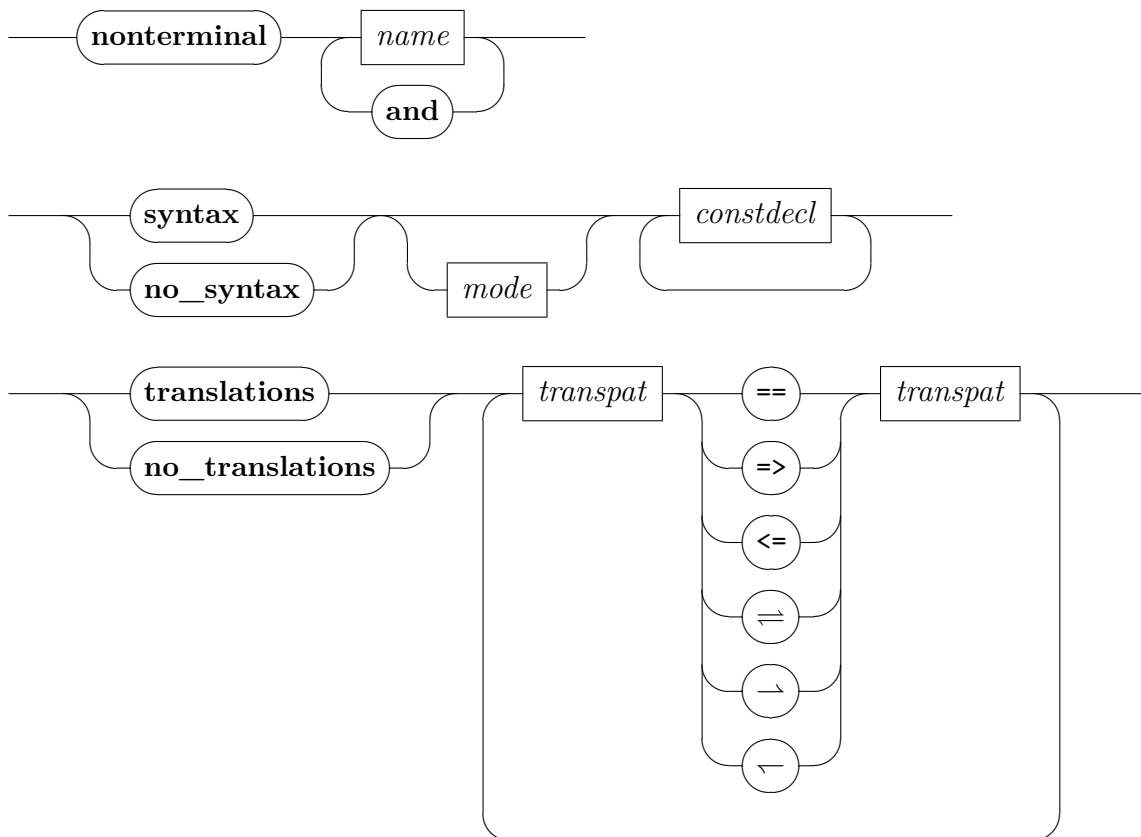 nonterminal name
and
syntax constdecl
no_syntax mode
translations transpat == transpat
no_translations =>
<=
⇌
⇀
↽